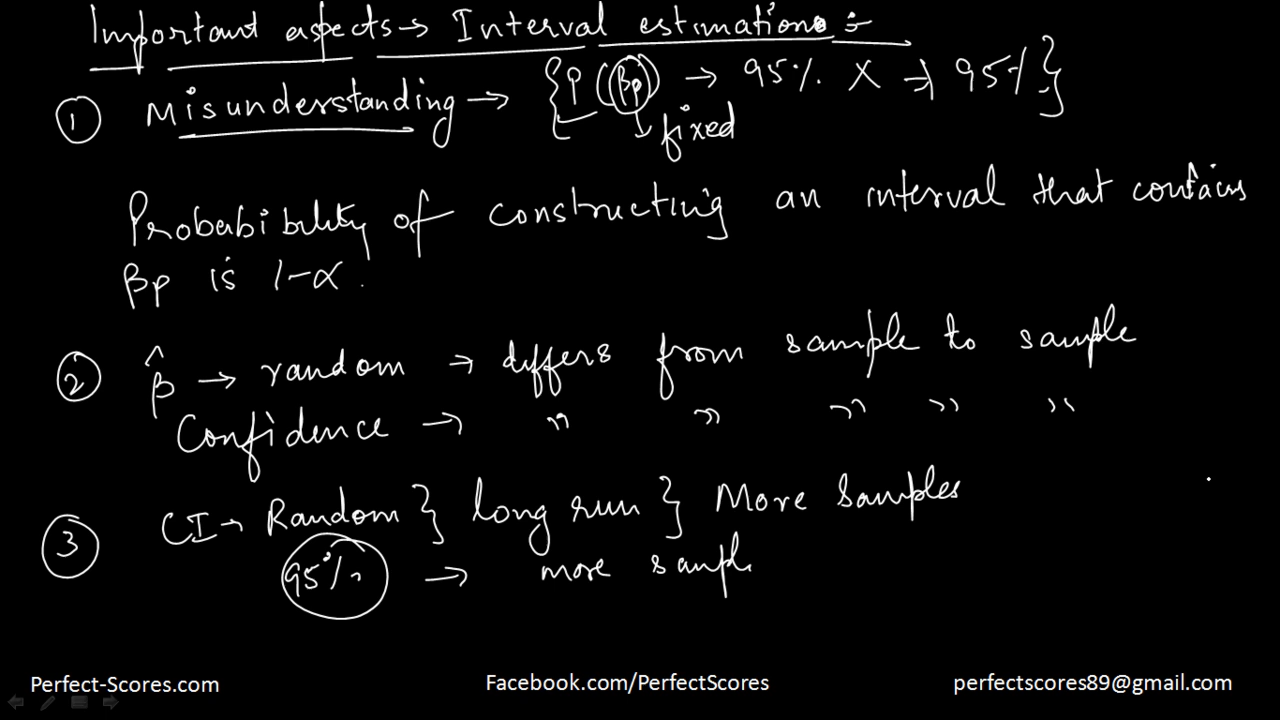 Important aspects → Interval estimation :-
① Misunderstanding → {P(βp) → 95% X → 95%}
↳ fixed
Probability of constructing an interval that contains
βp is 1-α.
② β̂ → random → differs from sample to sample
Confidence → " " " " "
③ CI → Random } long run } More samples
95% → more sampl
Perfect-Scores.com Facebook.com/PerfectScores perfectscores89@gmail.com